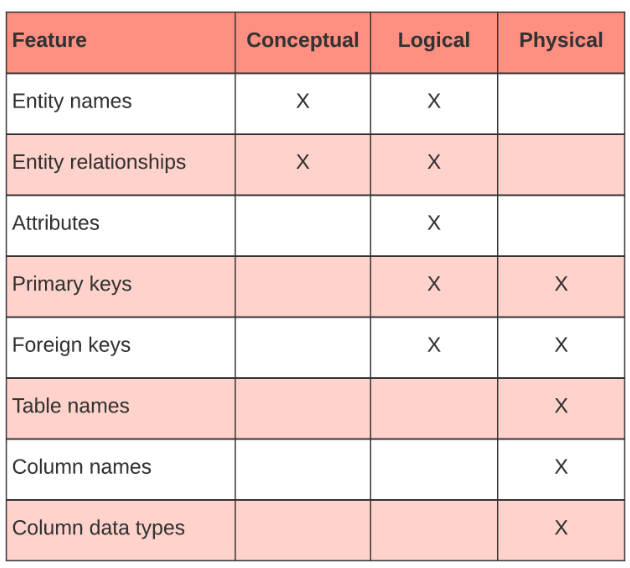 Feature Conceptual Logical Physical
Entity names X X
Entity relationships X X
Attributes X
Primary keys X X
Foreign keys X X
Table names X
Column names X
Column data types X